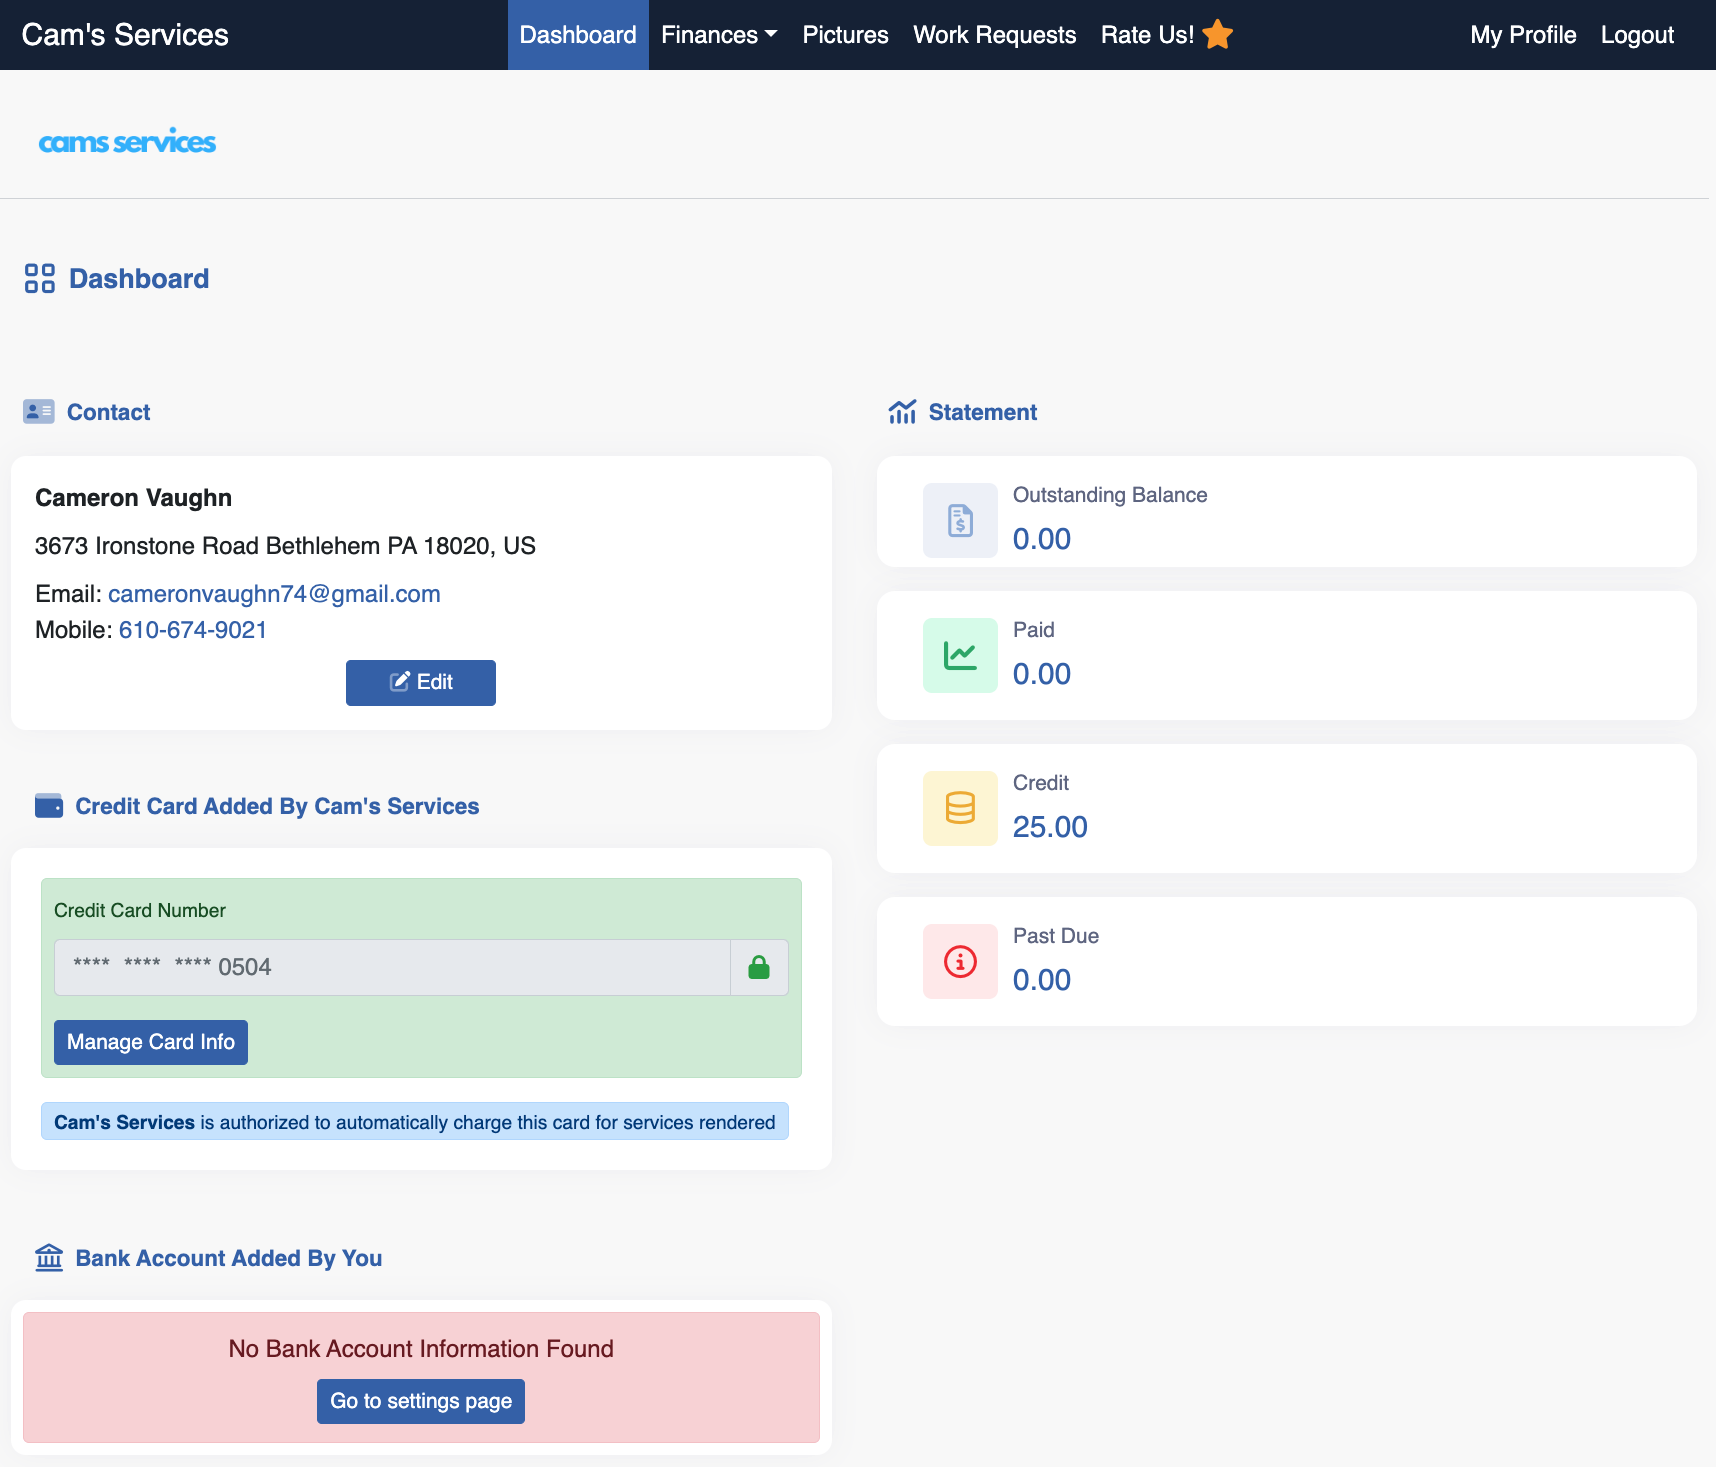 Cam's Services
Dashboard
Finances
Pictures
Work Requests
Rate Us!
My Profile
Logout
cams services
Dashboard
Contact
Cameron Vaughn
3673 Ironstone Road Bethlehem PA 18020, US
Email: cameronvaughn74@gmail.com
Mobile: 610-674-9021
Edit
Credit Card Added By Cam's Services
Credit Card Number
**** **** **** 0504
Manage Card Info
Cam's Services is authorized to automatically charge this card for services rendered
Bank Account Added By You
No Bank Account Information Found
Go to settings page
Statement
Outstanding Balance
0.00
Paid
0.00
Credit
25.00
Past Due
0.00